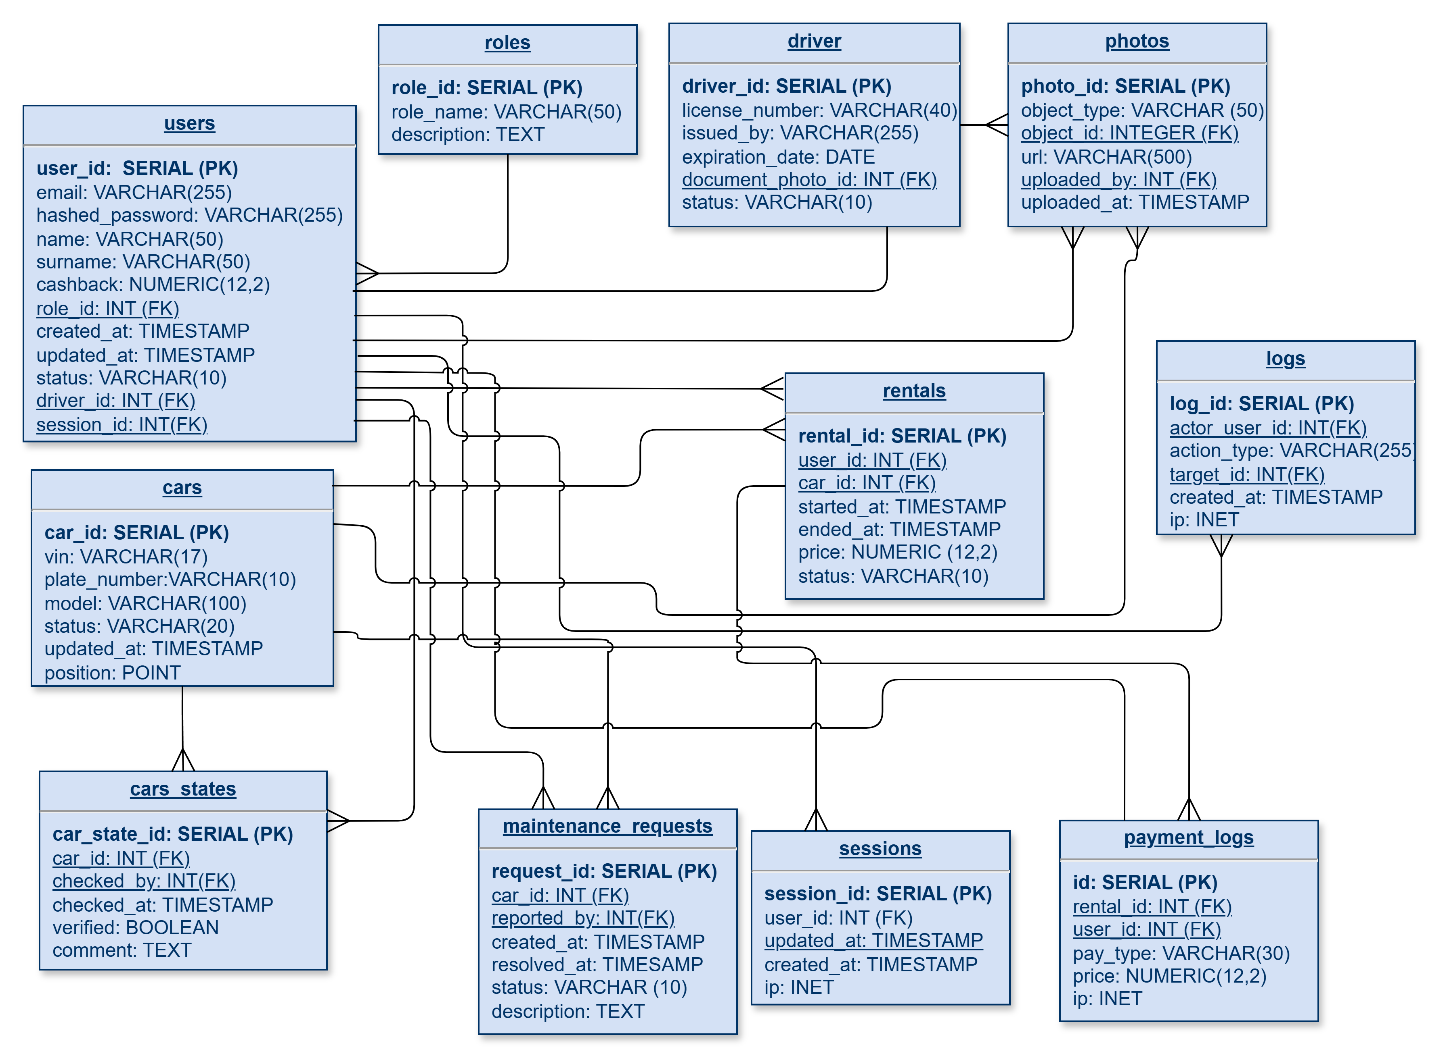 roles
role_id: SERIAL (PK)
role_name: VARCHAR(50)
description: TEXT
driver
driver_id: SERIAL (PK)
license_number: VARCHAR(40)
issued_by: VARCHAR(255)
expiration_date: DATE
document_photo_id: INT (FK)
status: VARCHAR(10)
photos
photo_id: SERIAL (PK)
object_type: VARCHAR (50)
object_id: INTEGER (FK)
url: VARCHAR(500)
uploaded_by: INT (FK)
uploaded_at: TIMESTAMP
users
user_id:  SERIAL (PK)
email: VARCHAR(255)
hashed_password: VARCHAR(255)
name: VARCHAR(50)
surname: VARCHAR(50)
cashback: NUMERIC(12,2)
role_id: INT (FK)
created_at: TIMESTAMP
updated_at: TIMESTAMP
status: VARCHAR(10)
driver_id: INT (FK)
session_id: INT(FK)
logs
log_id: SERIAL (PK)
actor_user_id: INT(FK)
action_type: VARCHAR(255)
target_id: INT(FK)
created_at: TIMESTAMP
ip: INET
rentals
rental_id: SERIAL (PK)
user_id: INT (FK)
car_id: INT (FK)
started_at: TIMESTAMP
ended_at: TIMESTAMP
price: NUMERIC (12,2)
status: VARCHAR(10)
cars
car_id: SERIAL (PK)
vin: VARCHAR(17)
plate_number:VARCHAR(10)
model: VARCHAR(100)
status: VARCHAR(20)
updated_at: TIMESTAMP
position: POINT
cars_states
car_state_id: SERIAL (PK)
car_id: INT (FK)
checked_by: INT(FK)
checked_at: TIMESTAMP
verified: BOOLEAN
comment: TEXT
maintenance_requests
request_id: SERIAL (PK)
car_id: INT (FK)
reported_by: INT(FK)
created_at: TIMESTAMP
resolved_at: TIMESAMP
status: VARCHAR (10)
description: TEXT
sessions
session_id: SERIAL (PK)
user_id: INT (FK)
updated_at: TIMESTAMP
created_at: TIMESTAMP
ip: INET
payment_logs
id: SERIAL (PK)
rental_id: INT (FK)
user_id: INT (FK)
pay_type: VARCHAR(30)
price: NUMERIC(12,2)
ip: INET